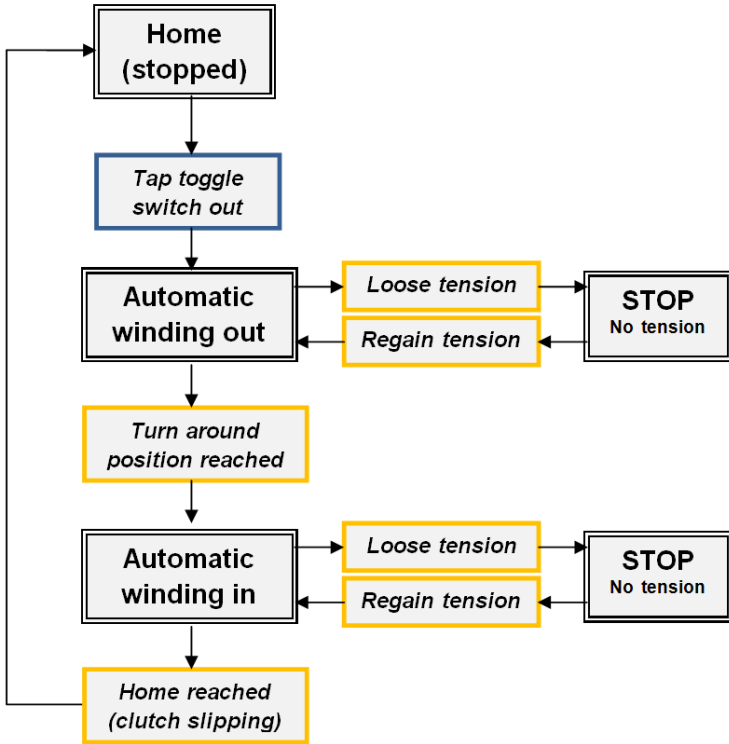 Home
(stopped)
Tap toggle
switch out
Automatic
winding out
Loose tension
Regain tension
STOP
No tension
Turn around
position reached
Automatic
winding in
Loose tension
Regain tension
STOP
No tension
Home reached
(clutch slipping)